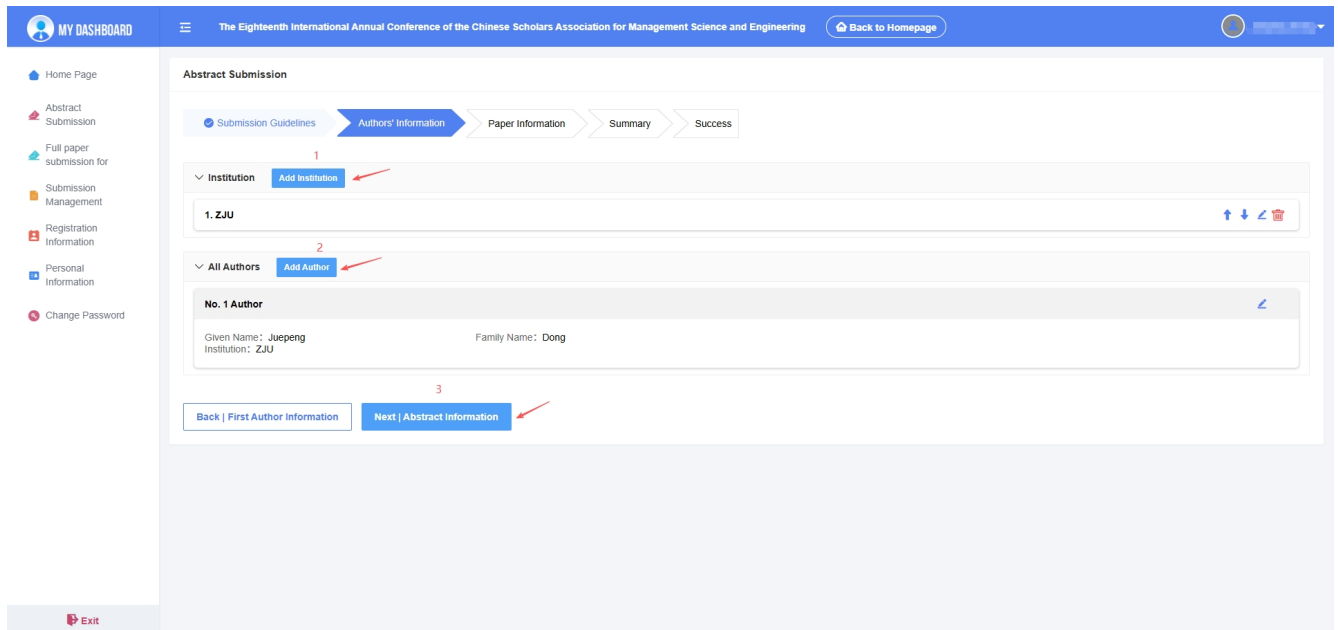 MY DASHBOARD
The Eighteenth International Annual Conference of the Chinese Scholars Association for Management Science and Engineering
Back to Homepage
Home Page
Abstract
Submission
Full paper
submission for
Submission
Management
Registration
Information
Personal
Information
Change Password
Exit
Abstract Submission
Submission Guidelines
Authors' Information
Paper Information
Summary
Success
1
Institution
Add Institution
1. ZJU
2
All Authors
Add Author
No. 1 Author
Given Name: Juepeng
Family Name: Dong
Institution: ZJU
3
Back | First Author Information
Next | Abstract Information